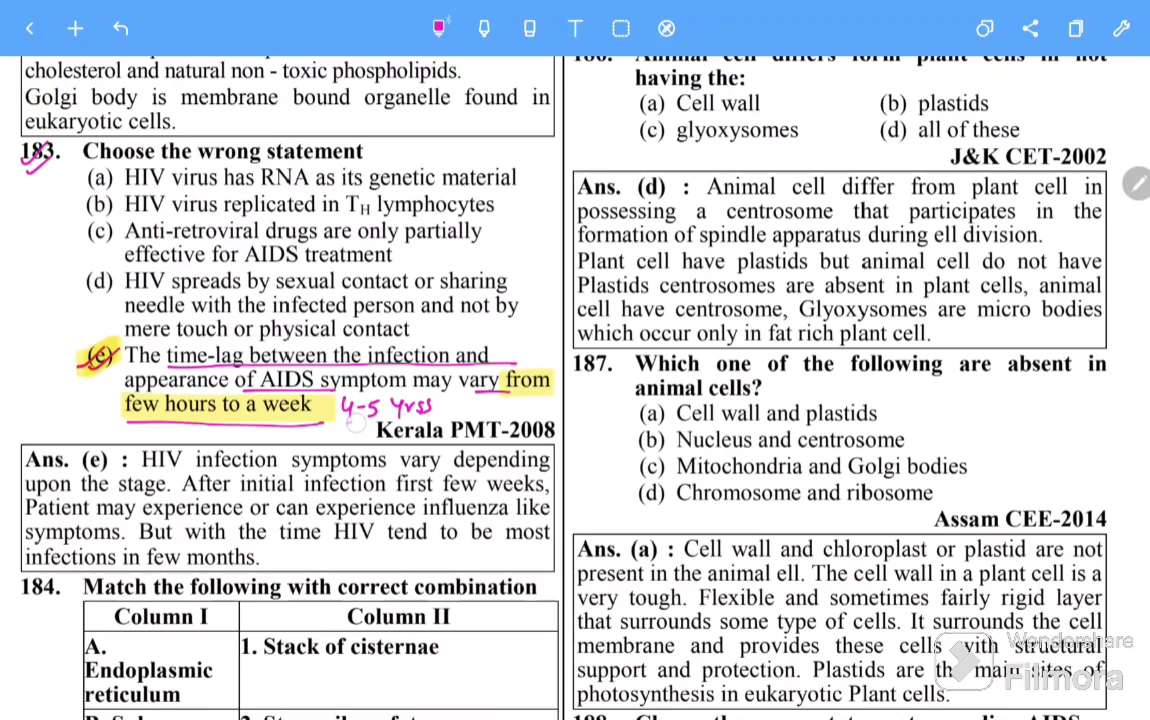 cholesterol and natural non - toxic phospholipids.
Golgi body is membrane bound organelle found in
eukaryotic cells.
183. Choose the wrong statement
(a) HIV virus has RNA as its genetic material
(b) HIV virus replicated in TH lymphocytes
(c) Anti-retroviral drugs are only partially
effective for AIDS treatment
(d) HIV spreads by sexual contact or sharing
needle with the infected person and not by
mere touch or physical contact
(e) The time-lag between the infection and
appearance of AIDS symptom may vary from
few hours to a week 4-5 yrss
Kerala PMT-2008
Ans. (e) : HIV infection symptoms vary depending
upon the stage. After initial infection first few weeks,
Patient may experience or can experience influenza like
symptoms. But with the time HIV tend to be most
infections in few months.
184. Match the following with correct combination
Column I Column II
A. 1. Stack of cisternae
Endoplasmic
reticulum
186. Animal cell differs form plant cells in not
having the:
(a) Cell wall (b) plastids
(c) glyoxysomes (d) all of these
J&K CET-2002
Ans. (d) : Animal cell differ from plant cell in
possessing a centrosome that participates in the
formation of spindle apparatus during ell division.
Plant cell have plastids but animal cell do not have
Plastids centrosomes are absent in plant cells, animal
cell have centrosome, Glyoxysomes are micro bodies
which occur only in fat rich plant cell.
187. Which one of the following are absent in
animal cells?
(a) Cell wall and plastids
(b) Nucleus and centrosome
(c) Mitochondria and Golgi bodies
(d) Chromosome and ribosome
Assam CEE-2014
Ans. (a) : Cell wall and chloroplast or plastid are not
present in the animal ell. The cell wall in a plant cell is a
very tough. Flexible and sometimes fairly rigid layer
that surrounds some type of cells. It surrounds the cell
membrane and provides these cells with structural
support and protection. Plastids are the main sites of
photosynthesis in eukaryotic Plant cells.
Wondershare
Filmora